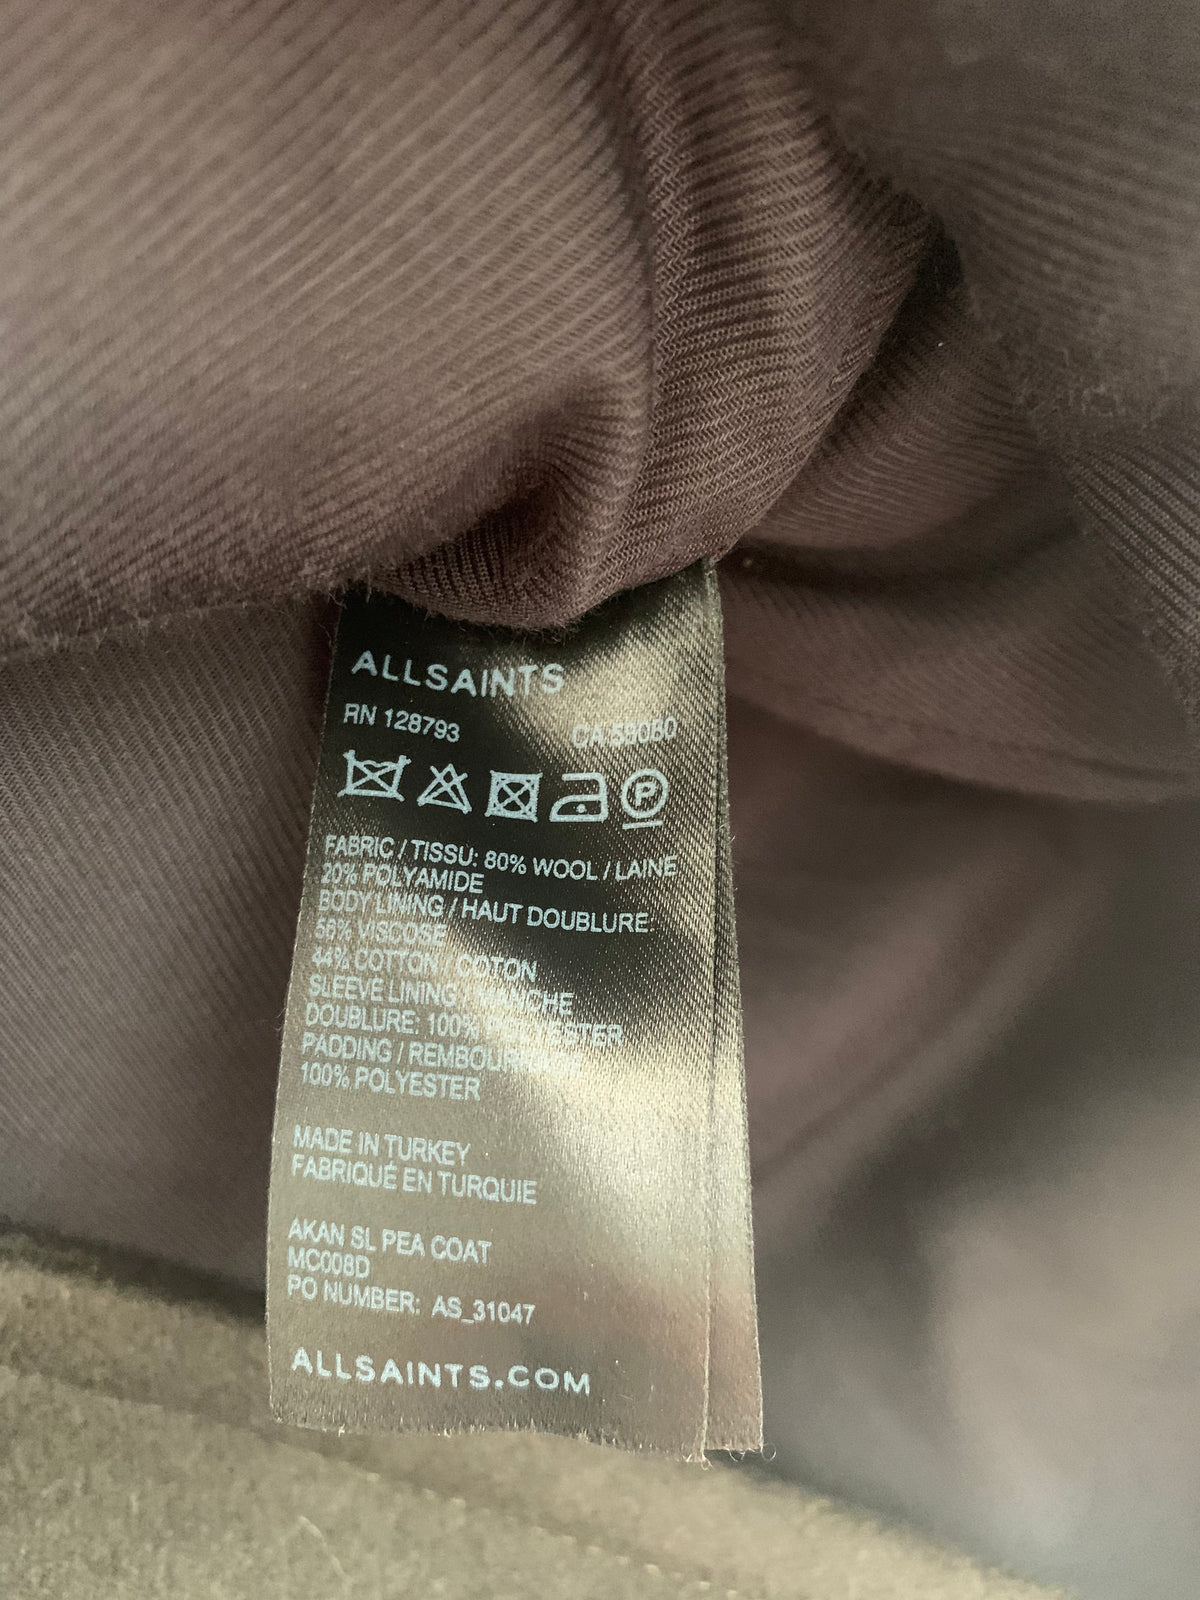 ALLSAINTS
RN 128793
P
FABRIC / TISSU: 80% WOOL / LAINE
20% POLYAMIDE
BODY LINING / HAUT DOUBLURE:
56% VISCOSE
44% COTTON / COTON
SLEEVE LINING / MANCHE
DOUBLURE: 100% POLYESTER
PADDING /
100% POLYESTER
MADE IN TURKEY
FABRIQUÉ EN TURQUIE
AKAN SL PEA COAT
MC008D
PO NUMBER: AS_31047
ALLSAINTS.COM